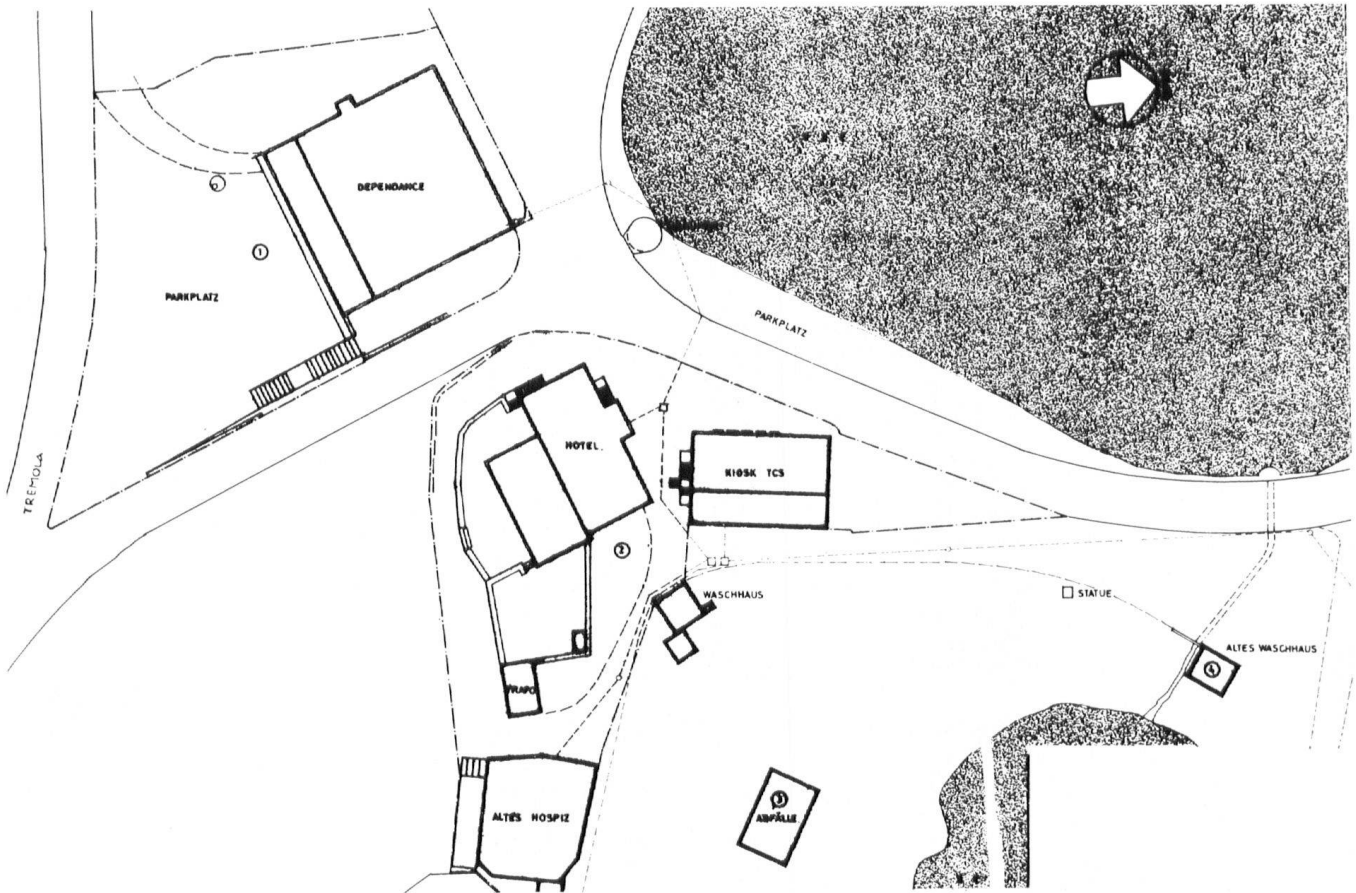 DEPENDANCE
1
PARKPLATZ
PARKPLATZ
TREMOLA
HOTEL
KIOSK TCS
2
WASCHHAUS
STATUE
ALTES WASCHHAUS
4
TRAFO
3
ABFÄLLE
ALTES HOSPIZ